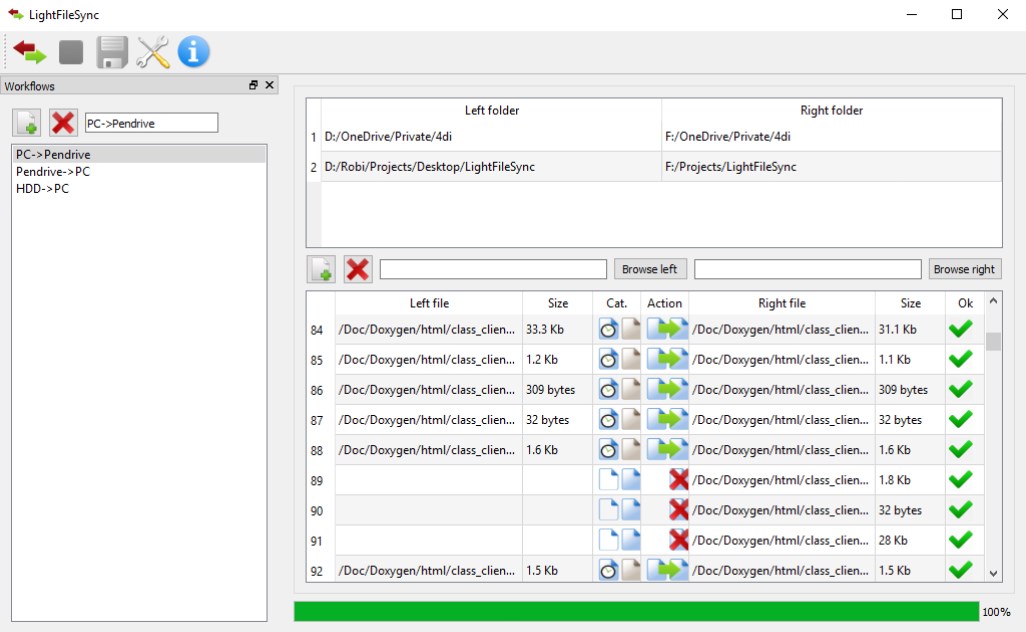 LightFileSync
Workflows
PC->Pendrive
PC->Pendrive
Pendrive->PC
HDD->PC
Left folder Right folder
1 D:/OneDrive/Private/4di F:/OneDrive/Private/4di
2 D:/Robi/Projects/Desktop/LightFileSync F:/Projects/LightFileSync
Browse left Browse right
Left file Size Cat. Action Right file Size Ok
84 /Doc/Doxygen/html/class_clien... 33.3 Kb /Doc/Doxygen/html/class_clien... 31.1 Kb
85 /Doc/Doxygen/html/class_clien... 1.2 Kb /Doc/Doxygen/html/class_clien... 1.1 Kb
86 /Doc/Doxygen/html/class_clien... 309 bytes /Doc/Doxygen/html/class_clien... 309 bytes
87 /Doc/Doxygen/html/class_clien... 32 bytes /Doc/Doxygen/html/class_clien... 32 bytes
88 /Doc/Doxygen/html/class_clien... 1.6 Kb /Doc/Doxygen/html/class_clien... 1.6 Kb
89 /Doc/Doxygen/html/class_clien... 1.8 Kb
90 /Doc/Doxygen/html/class_clien... 32 bytes
91 /Doc/Doxygen/html/class_clien... 28 Kb
92 /Doc/Doxygen/html/class_clien... 1.5 Kb /Doc/Doxygen/html/class_clien... 1.5 Kb
100%